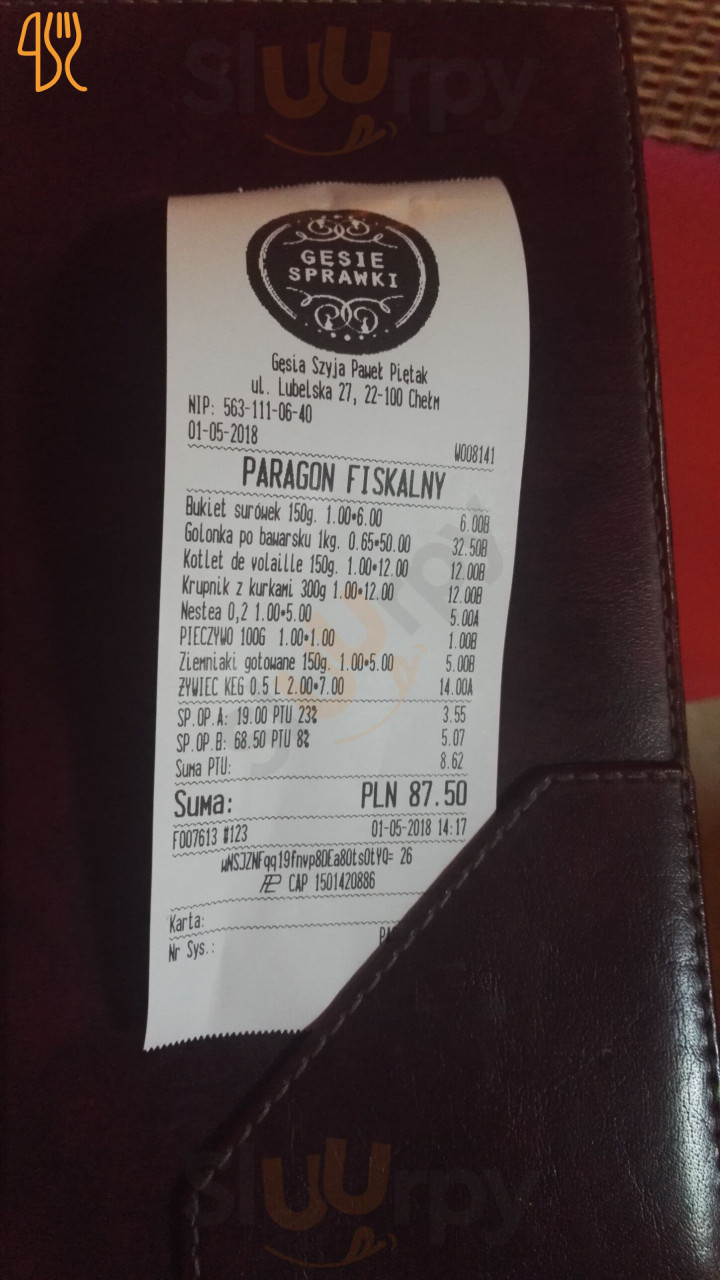 SlUUrpy
GĘSIE
SPRAWKI
Gęsia Szyja Paweł Piętak
ul. Lubelska 27, 22-100 Chełm
NIP: 563-111-06-40
01-05-2018 W008141
PARAGON FISKALNY
Bukiet surówek 150g. 1.00*6.00 6.00B
Golonka po bawarsku 1kg. 0.65*50.00 32.50B
Kotlet de volaille 150g. 1.00*12.00 12.00B
Krupnik z kurkami 300g 1.00*12.00 12.00B
Nestea 0,2 1.00*5.00 5.00A
PIECZYWO 100G 1.00*1.00 1.00B
Ziemniaki gotowane 150g. 1.00*5.00 5.00B
ŻYWIEC KEG 0.5 L 2.00*7.00 14.00A
SP.OP.A: 19.00 PTU 23% 3.55
SP.OP.B: 68.50 PTU 8% 5.07
Suma PTU: 8.62
Suma: PLN 87.50
F007613 #123 01-05-2018 14:17
26
CAP 1501420886
Karta:
Nr Sys.:
SlUUrpy
SlUUrpy